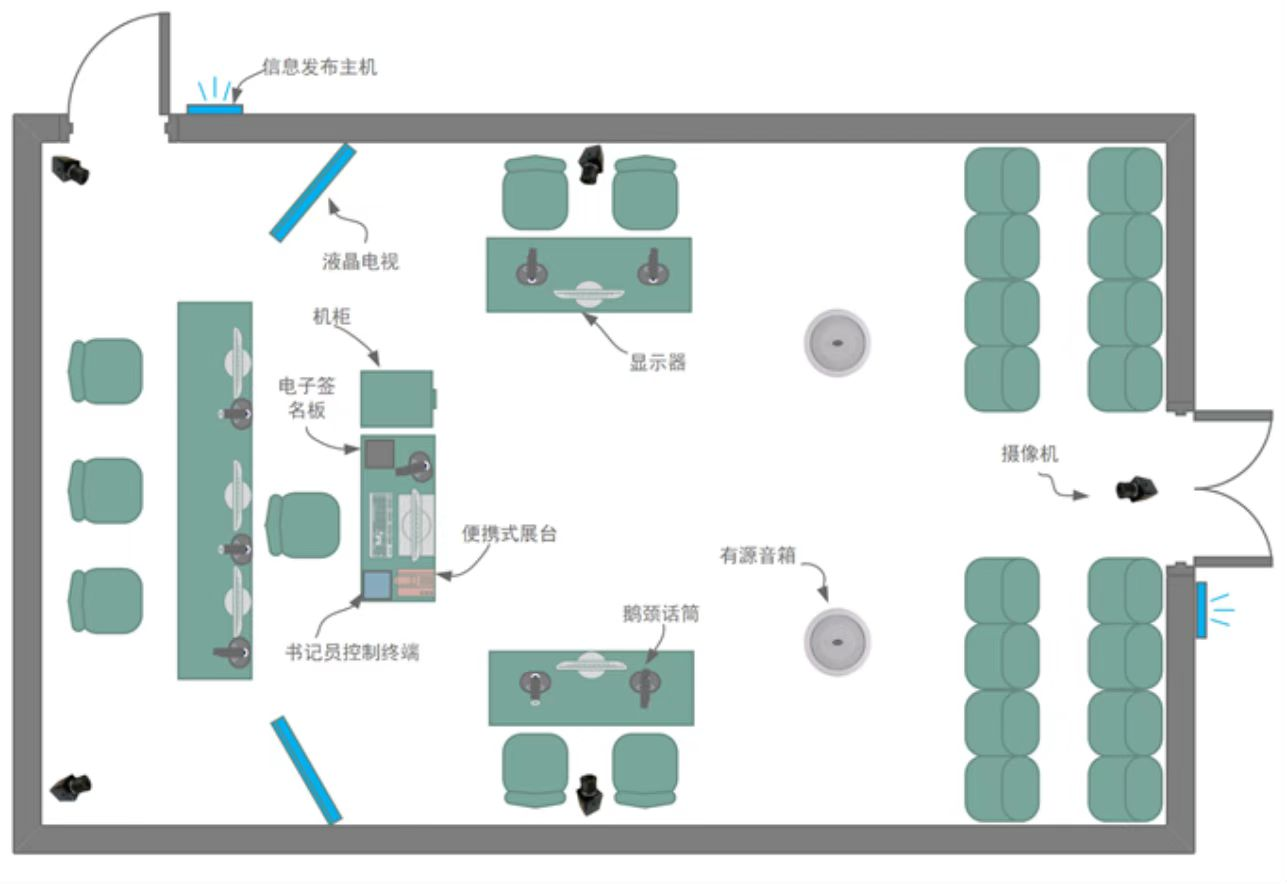 信息发布主机
液晶电视
机柜
显示器
电子签
名板
摄像机
便携式展台
有源音箱
鹅颈话筒
书记员控制终端